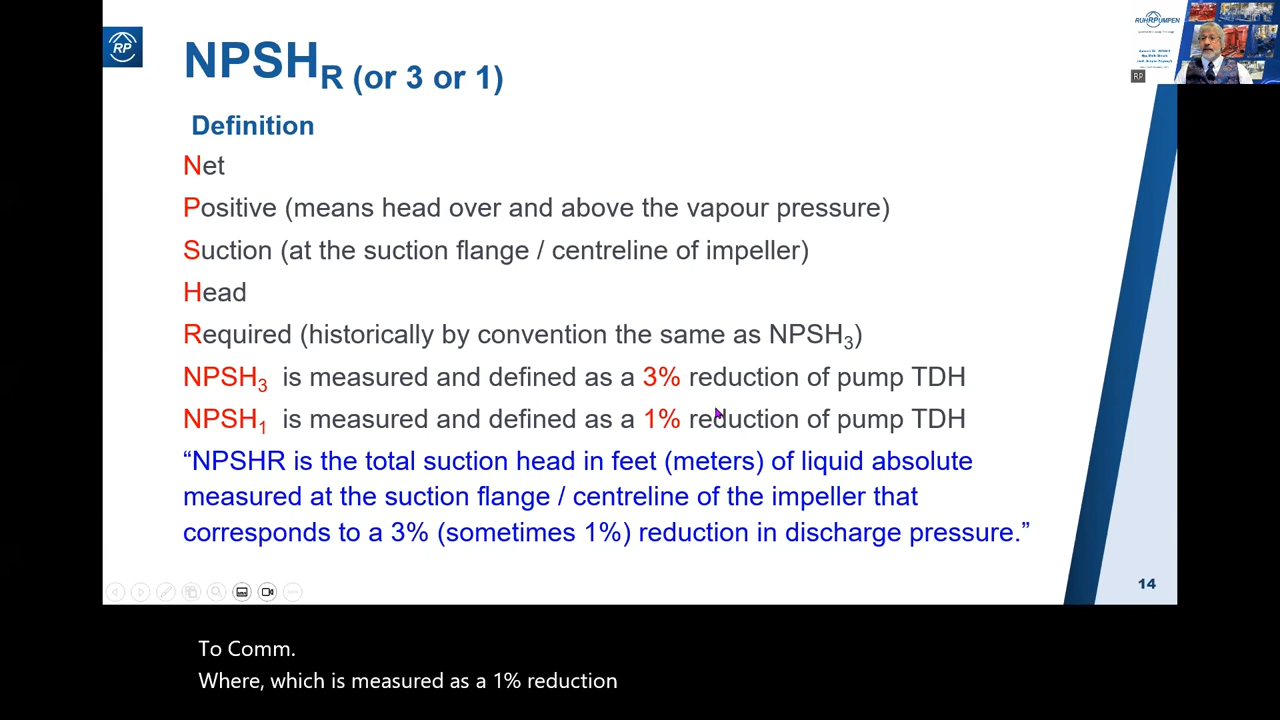 RP
NPSHR (or 3 or 1)
Definition
Net
Positive (means head over and above the vapour pressure)
Suction (at the suction flange / centreline of impeller)
Head
Required (historically by convention the same as NPSH3)
NPSH3 is measured and defined as a 3% reduction of pump TDH
NPSH1 is measured and defined as a 1% reduction of pump TDH
“NPSHR is the total suction head in feet (meters) of liquid absolute
measured at the suction flange / centreline of the impeller that
corresponds to a 3% (sometimes 1%) reduction in discharge pressure.”
14
RUHRPUMPEN
RP
To Comm.
Where, which is measured as a 1% reduction